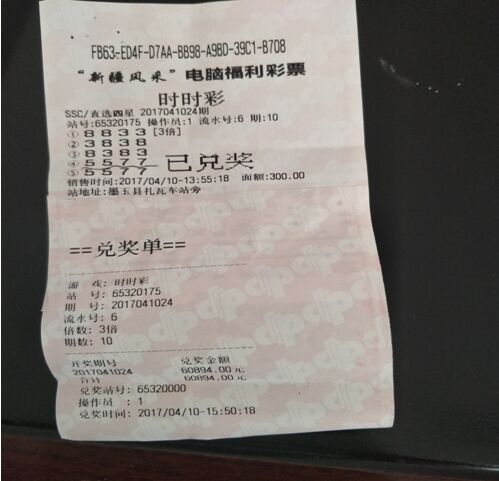 FB63-ED4F-D7AA-BB98-A9BD-39C1-B708
“新疆风采”电脑福利彩票
时时彩
SSC/直选四星 2017041024期
站号:65320175 操作员:1 流水号:6 期:10
①8833[3倍]
②3838
③8383
④5577
⑤5577
已兑奖
销售时间:2017/04/10-13:55:18 面额:300.00
站地址:墨玉县扎瓦车站旁
==兑奖单==
游 戏: 时时彩
站 号: 65320175
期 号: 2017041024
流水号: 6
倍数: 3倍
期数: 10
开奖期号 兑奖金额
2017041024 60894.00元
合计 60894.00元
兑奖站号: 65320000
操作员 : 1
兑奖时间: 2017/04/10-15:50:18